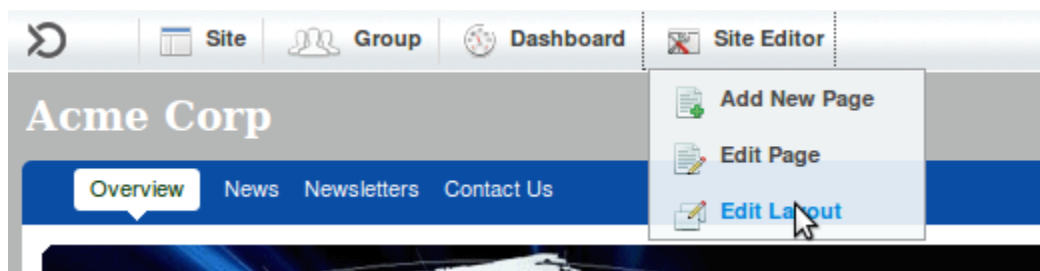 Site Group Dashboard Site Editor
Add New Page
Acme Corp
Edit Page
Overview News Newsletters Contact Us
Edit Layout